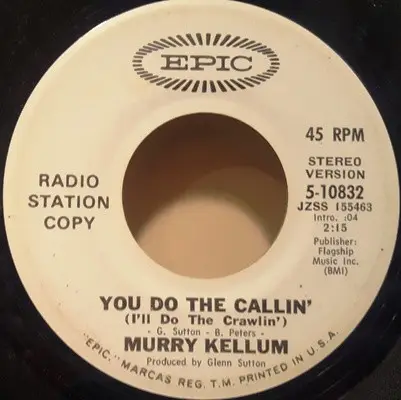 EPIC
RADIO
STATION
COPY
45 RPM
STEREO
VERSION
5-10832
JZSS 155463
Intro. :04
2:15
Publisher:
Flagship
Music Inc.
(BMI)
YOU DO THE CALLIN'
(I'll Do The Crawlin')
- G. Sutton - B. Peters -
MURRY KELLUM
Produced by Glenn Sutton
"EPIC," MARCAS REG. T.M. PRINTED IN U.S.A.